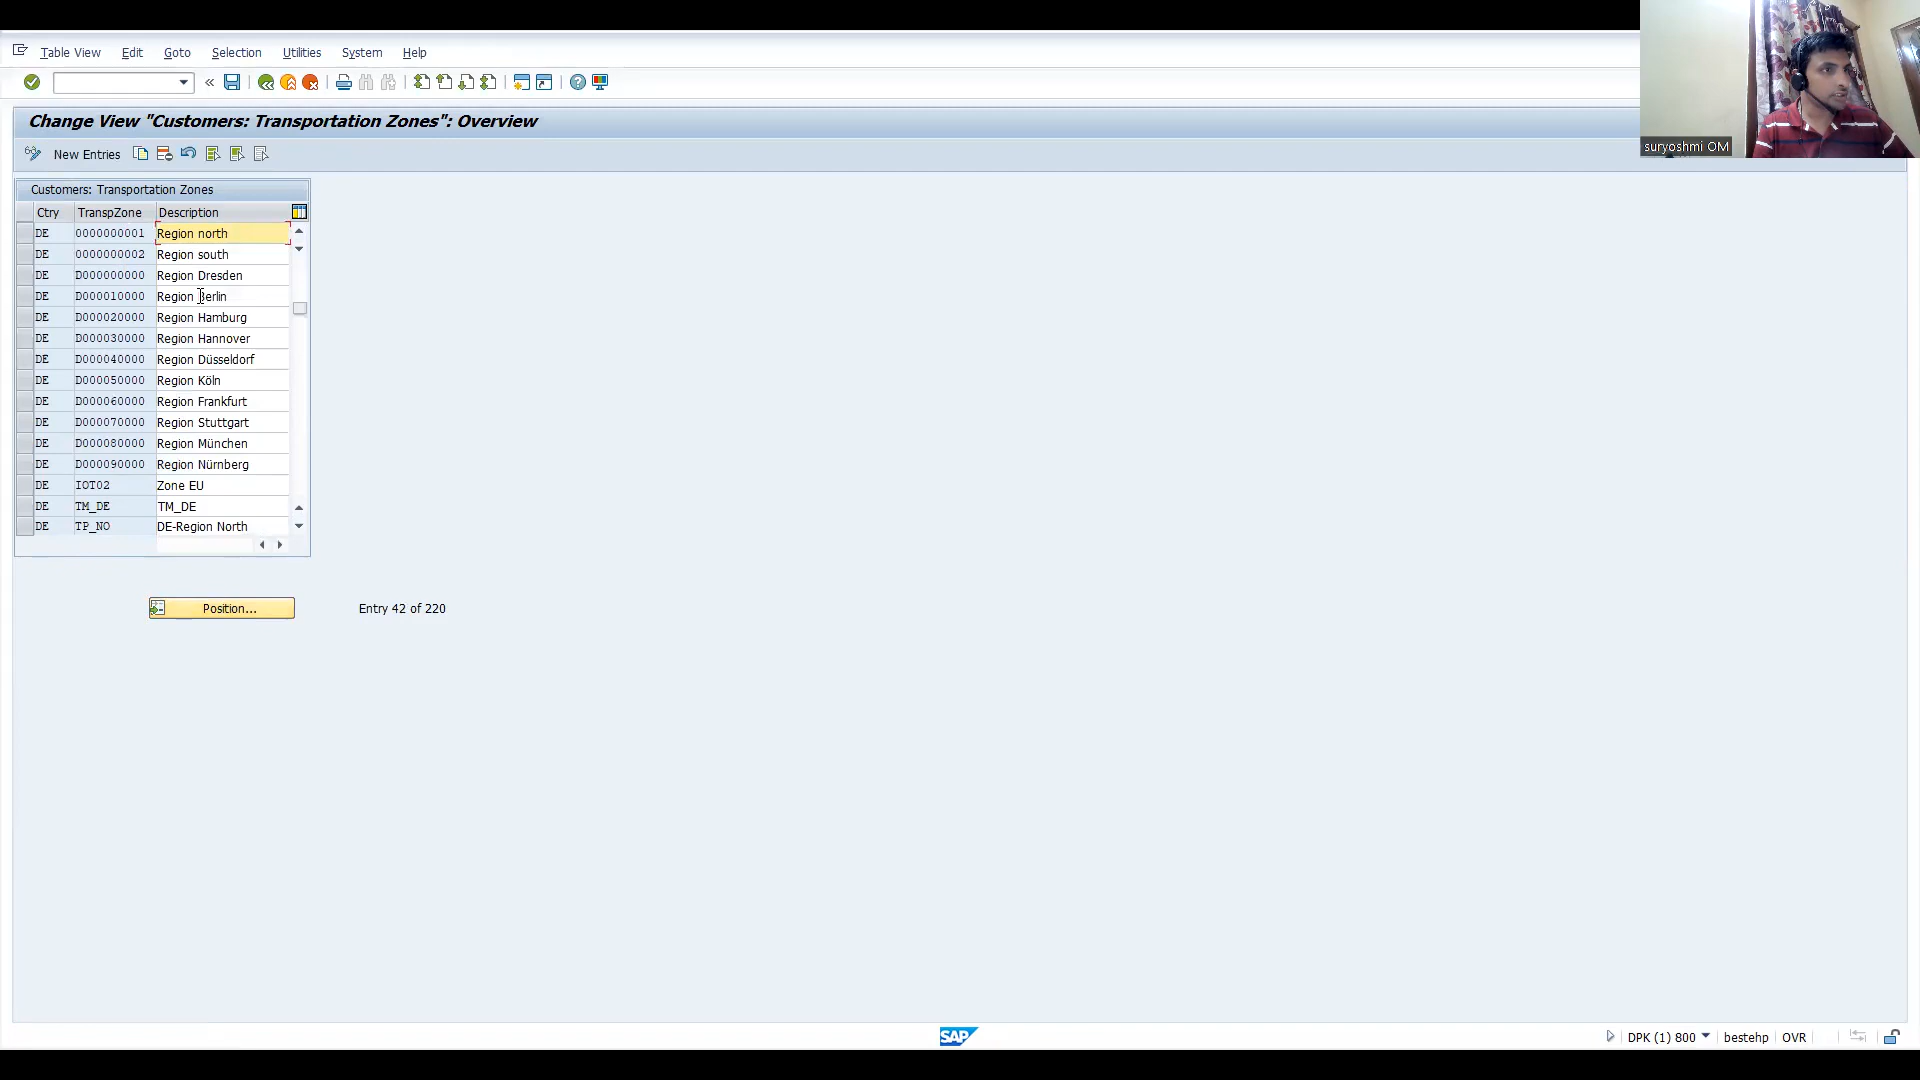 Table View Edit Goto Selection Utilities System Help
suryoshmi OM
Change View "Customers: Transportation Zones": Overview
New Entries
Customers: Transportation Zones
Ctry TranspZone Description
DE 0000000001 Region north
DE 0000000002 Region south
DE D000000000 Region Dresden
DE D000010000 Region Berlin
DE D000020000 Region Hamburg
DE D000030000 Region Hannover
DE D000040000 Region Düsseldorf
DE D000050000 Region Köln
DE D000060000 Region Frankfurt
DE D000070000 Region Stuttgart
DE D000080000 Region München
DE D000090000 Region Nürnberg
DE IOT02 Zone EU
DE TM_DE TM_DE
DE TP_NO DE-Region North
Position... Entry 42 of 220
SAP DPK (1) 800 bestehp OVR